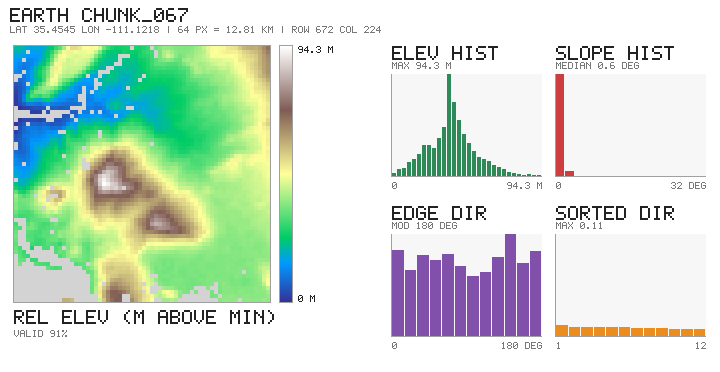 EARTH CHUNK_067
LAT 35.4545 LON -111.1218 | 64 PX = 12.81 KM | ROW 672 COL 224
94.3 M
0 M
REL ELEV (M ABOVE MIN)
VALID 91%
ELEV HIST
MAX 94.3 M
0 94.3 M
SLOPE HIST
MEDIAN 0.6 DEG
0 32 DEG
EDGE DIR
MOD 180 DEG
0 180 DEG
SORTED DIR
MAX 0.11
1 12